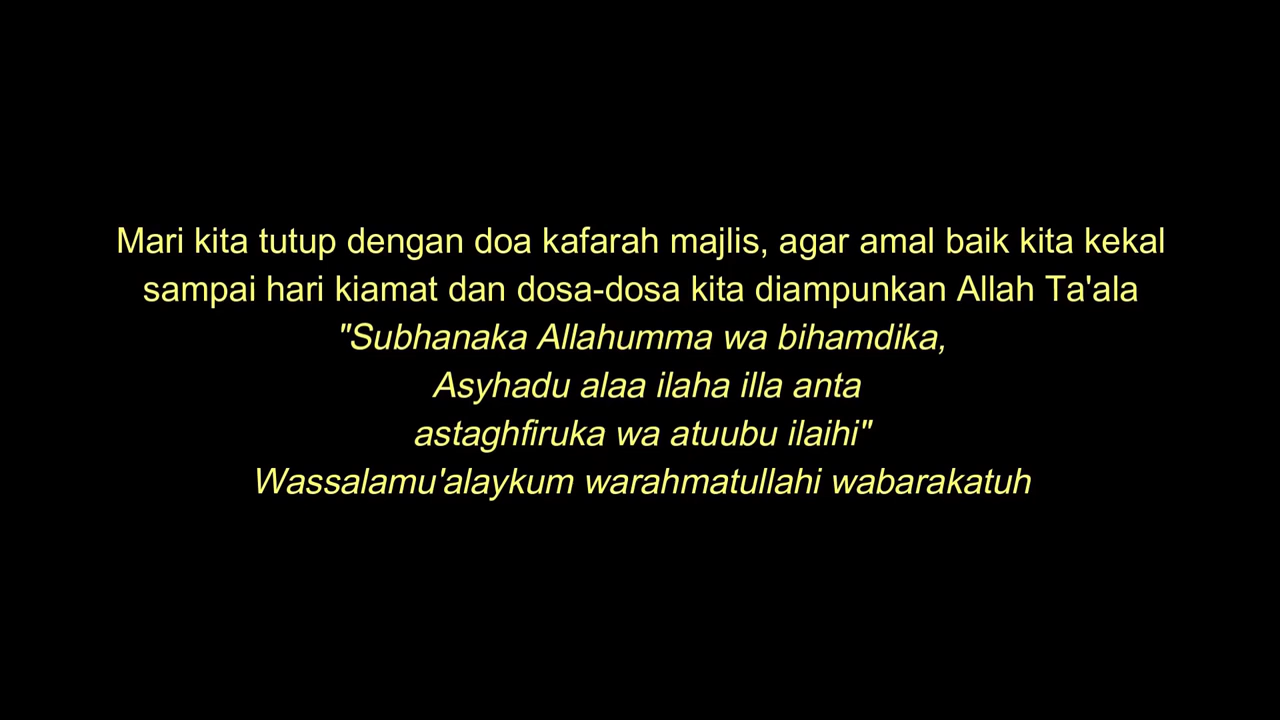 Mari kita tutup dengan doa kafarah majlis, agar amal baik kita kekal
sampai hari kiamat dan dosa-dosa kita diampunkan Allah Ta'ala
"Subhanaka Allahumma wa bihamdika,
Asyhadu alaa ilaha illa anta
astaghfiruka wa atuubu ilaihi"
Wassalamu'alaykum warahmatullahi wabarakatuh